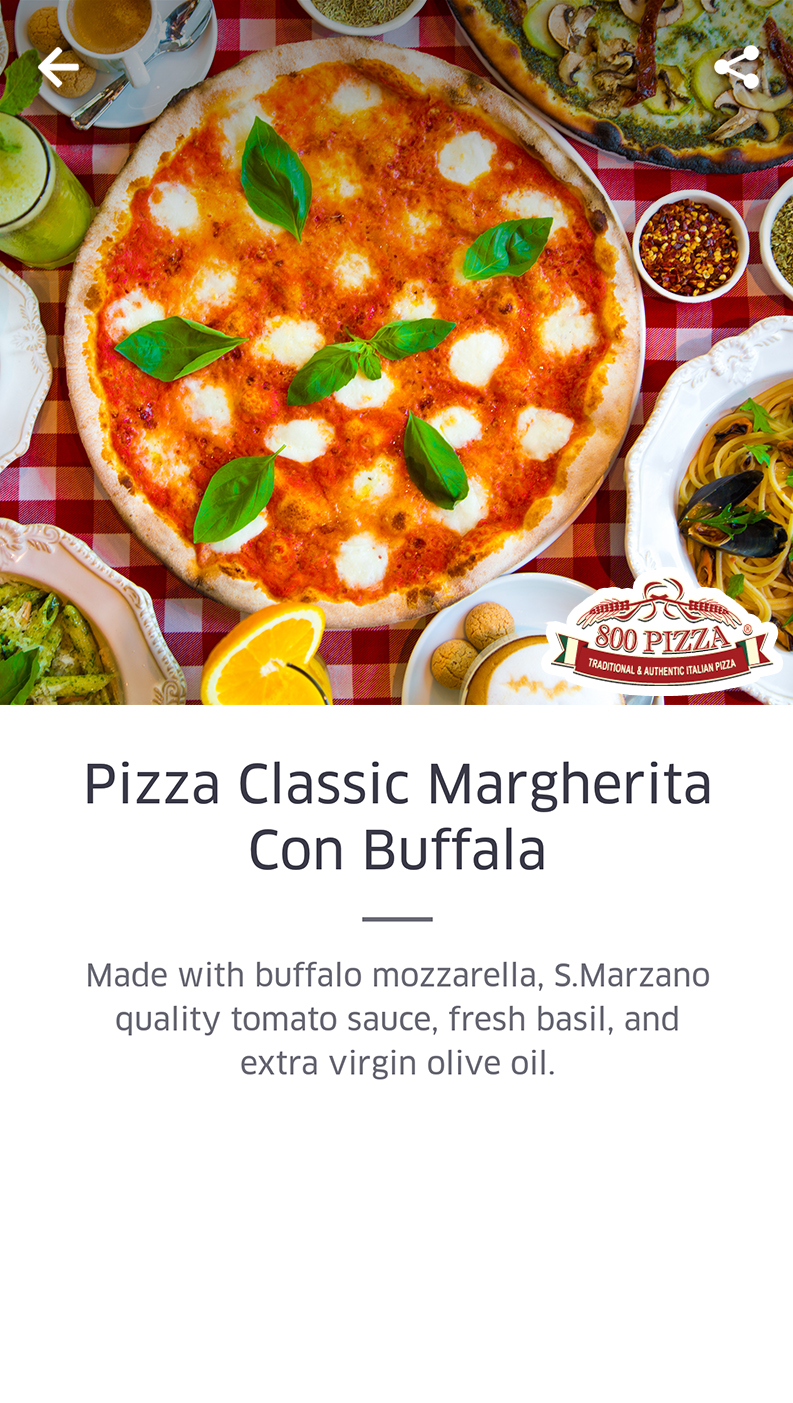 800 PIZZA ®
TRADITIONAL & AUTHENTIC ITALIAN PIZZA
Pizza Classic Margherita
Con Buffala
Made with buffalo mozzarella, S.Marzano
quality tomato sauce, fresh basil, and
extra virgin olive oil.